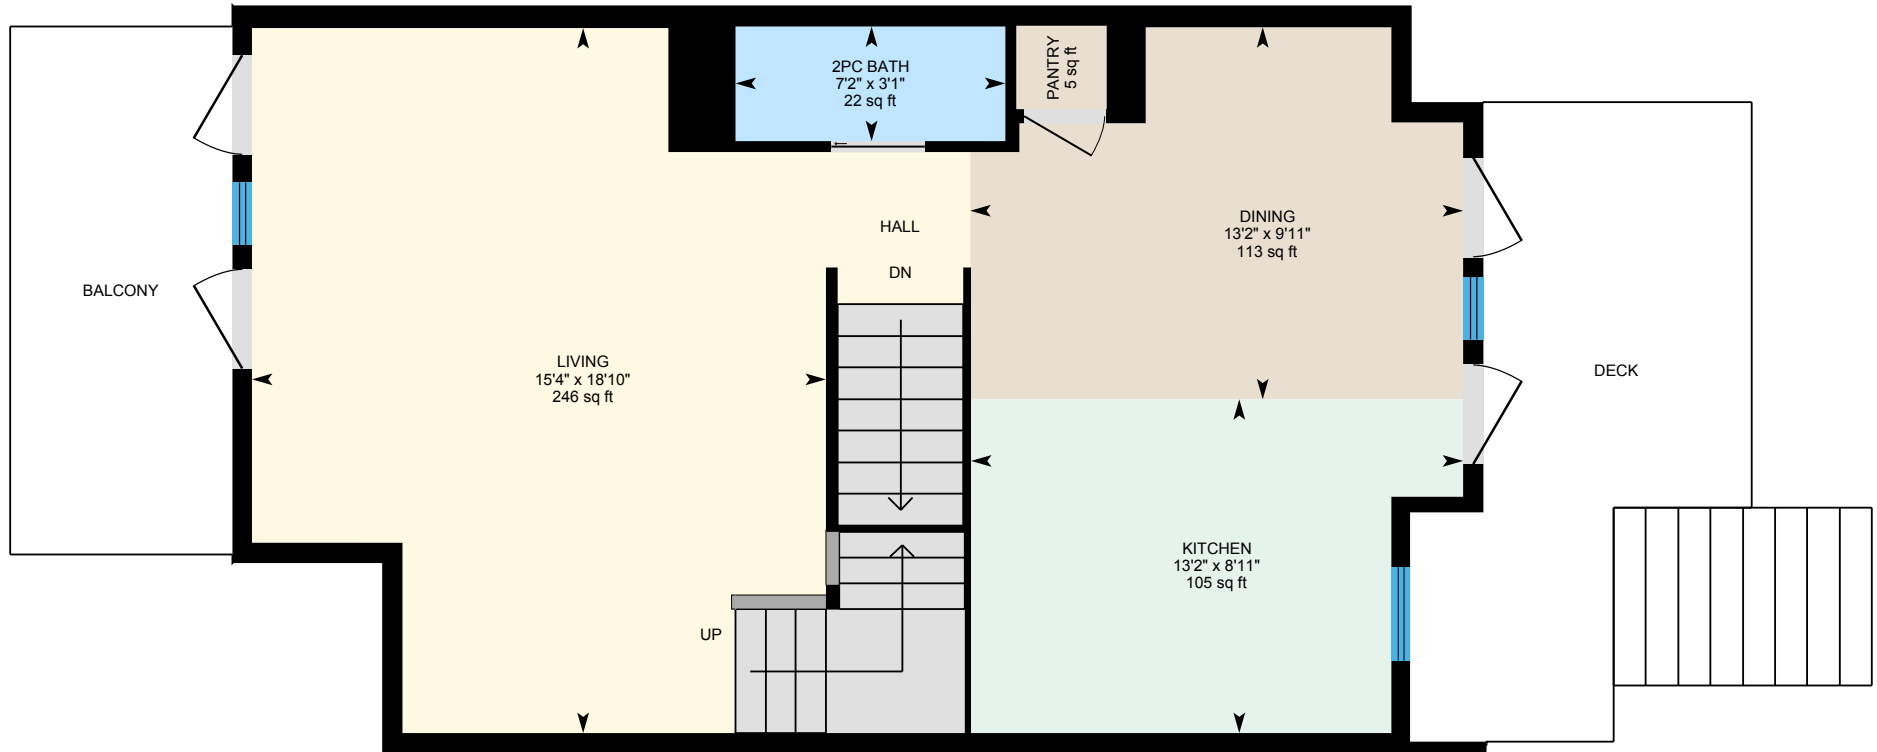 2PC BATH
7'2" x 3'1"
22 sq ft
PANTRY
5 sq ft
HALL
DN
DINING
13'2" x 9'11"
113 sq ft
BALCONY
LIVING
15'4" x 18'10"
246 sq ft
DECK
KITCHEN
13'2" x 8'11"
105 sq ft
UP